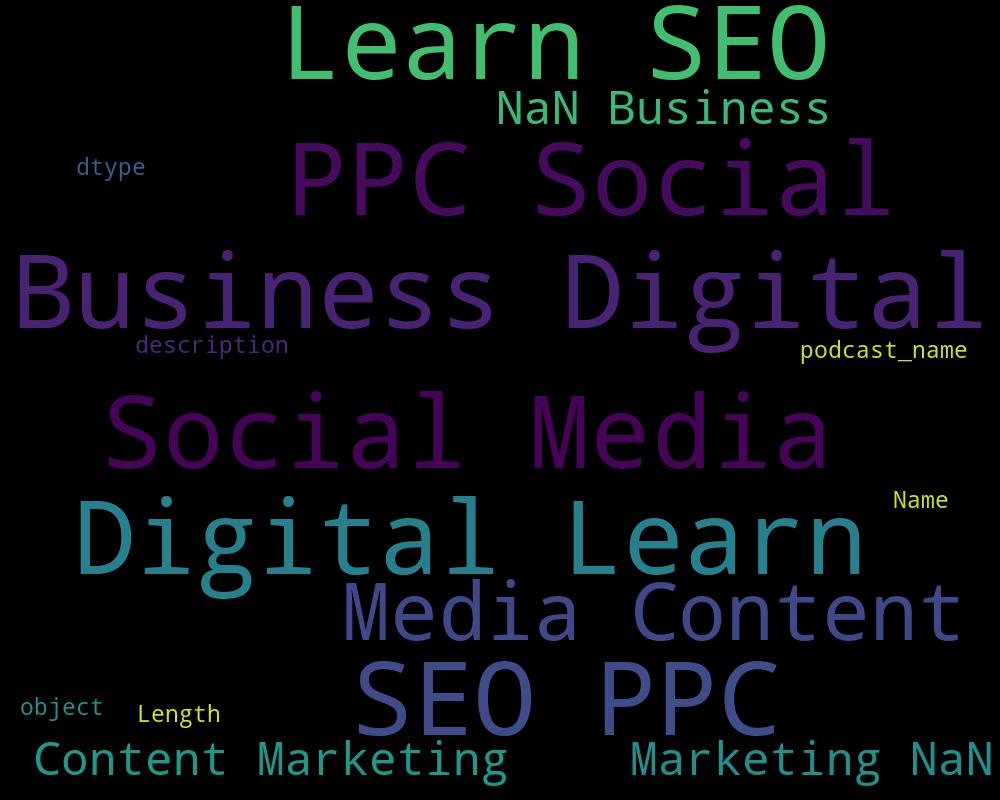 Learn SEO
NaN Business
PPC Social
dtype
Business Digital
description
podcast_name
Social Media
Digital Learn
Name
Media Content
SEO PPC
object
Length
Content Marketing
Marketing NaN